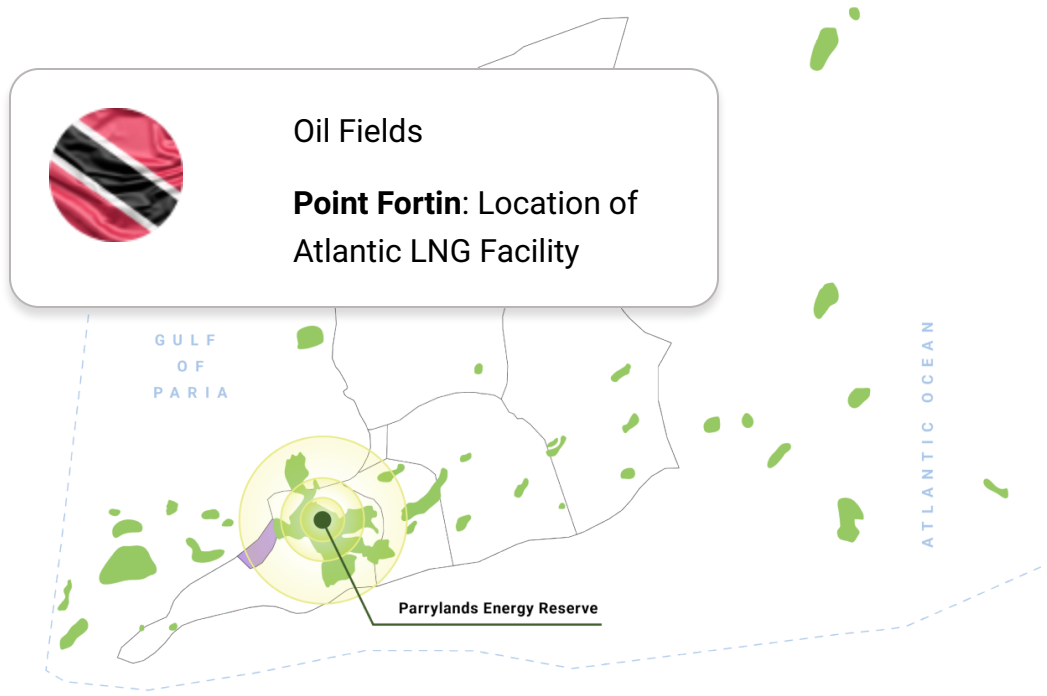 Oil Fields
Point Fortin: Location of
Atlantic LNG Facility
GULF
OF
PARIA
ATLANTIC OCEAN
Parrylands Energy Reserve